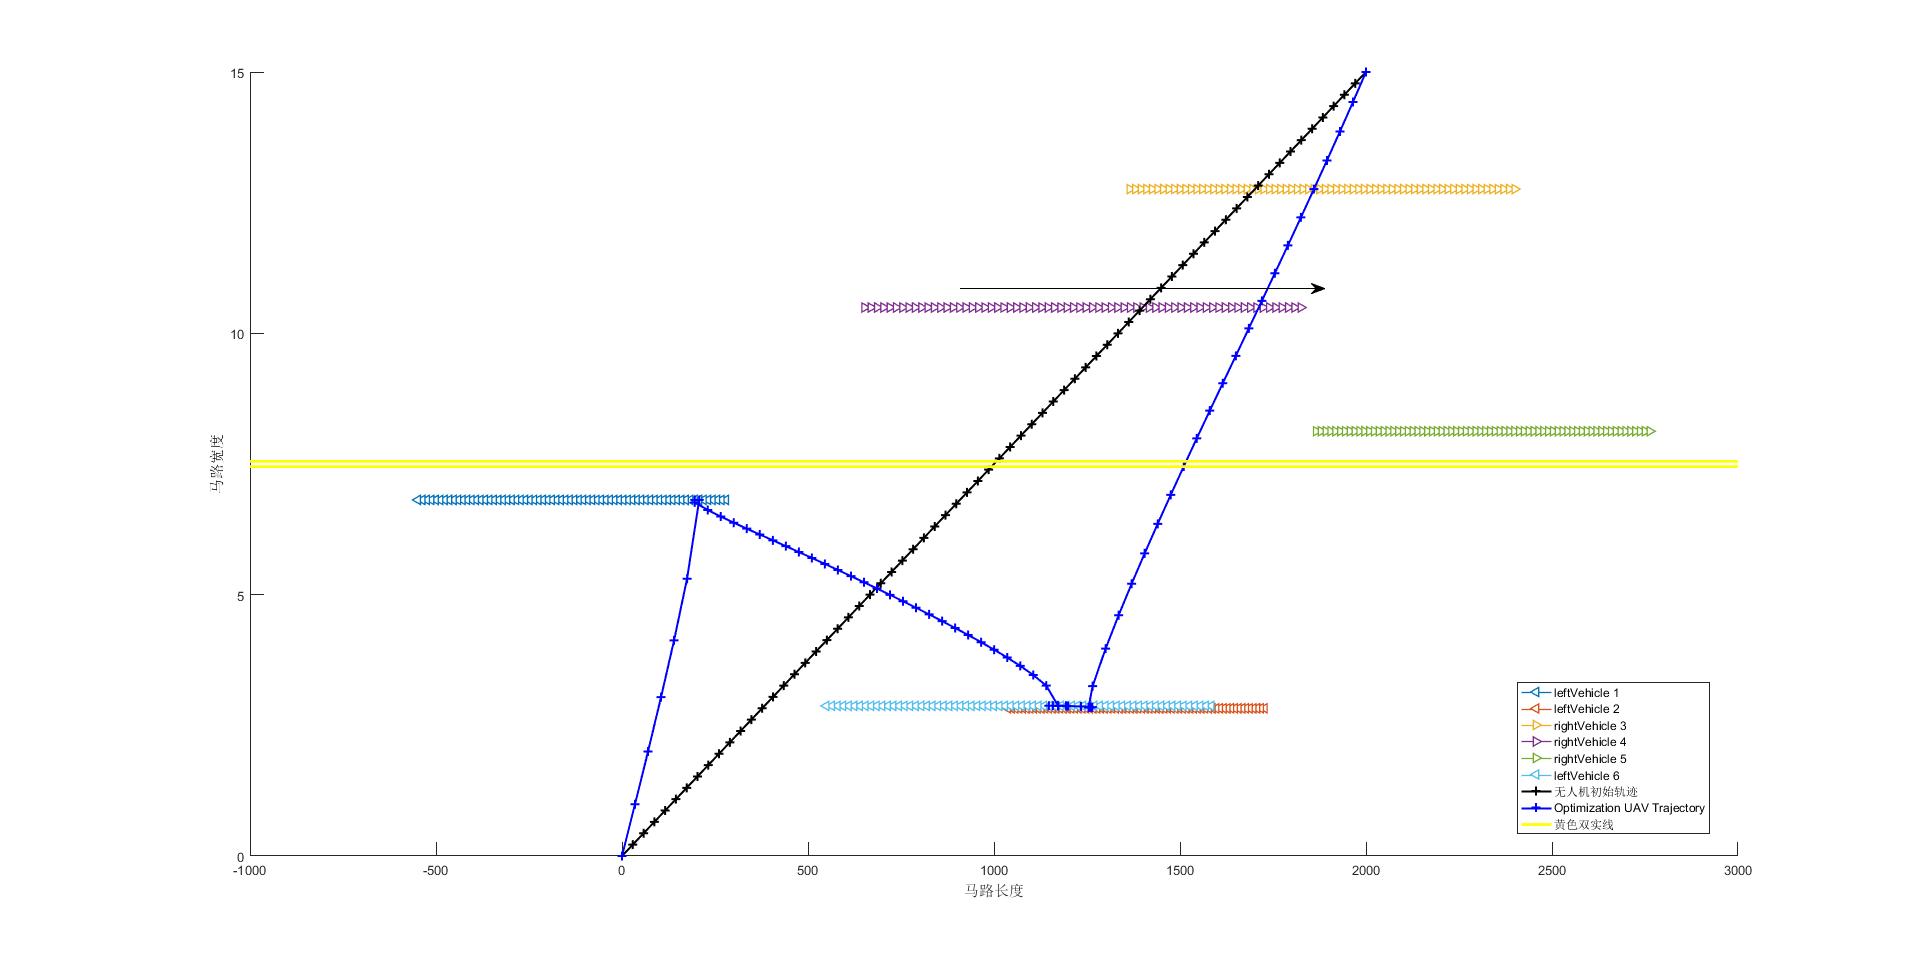 15
10
5
0
马路宽度
-1000
-500
0
500
1000
1500
2000
2500
3000
马路长度
leftVehicle 1
leftVehicle 2
rightVehicle 3
rightVehicle 4
rightVehicle 5
leftVehicle 6
无人机初始轨迹
Optimization UAV Trajectory
黄色双实线